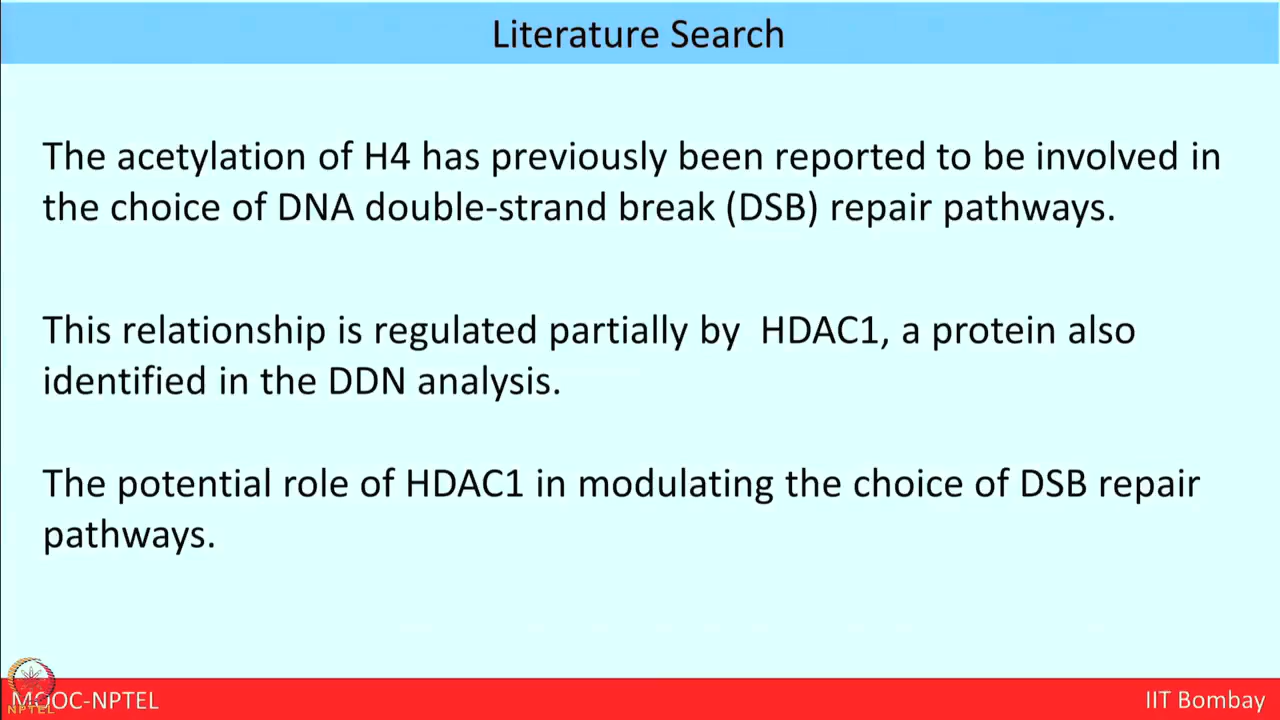 Literature Search
The acetylation of H4 has previously been reported to be involved in
the choice of DNA double-strand break (DSB) repair pathways.
This relationship is regulated partially by  HDAC1, a protein also
identified in the DDN analysis.
The potential role of HDAC1 in modulating the choice of DSB repair
pathways.
MOOC-NPTEL
NPTEL
IIT Bombay